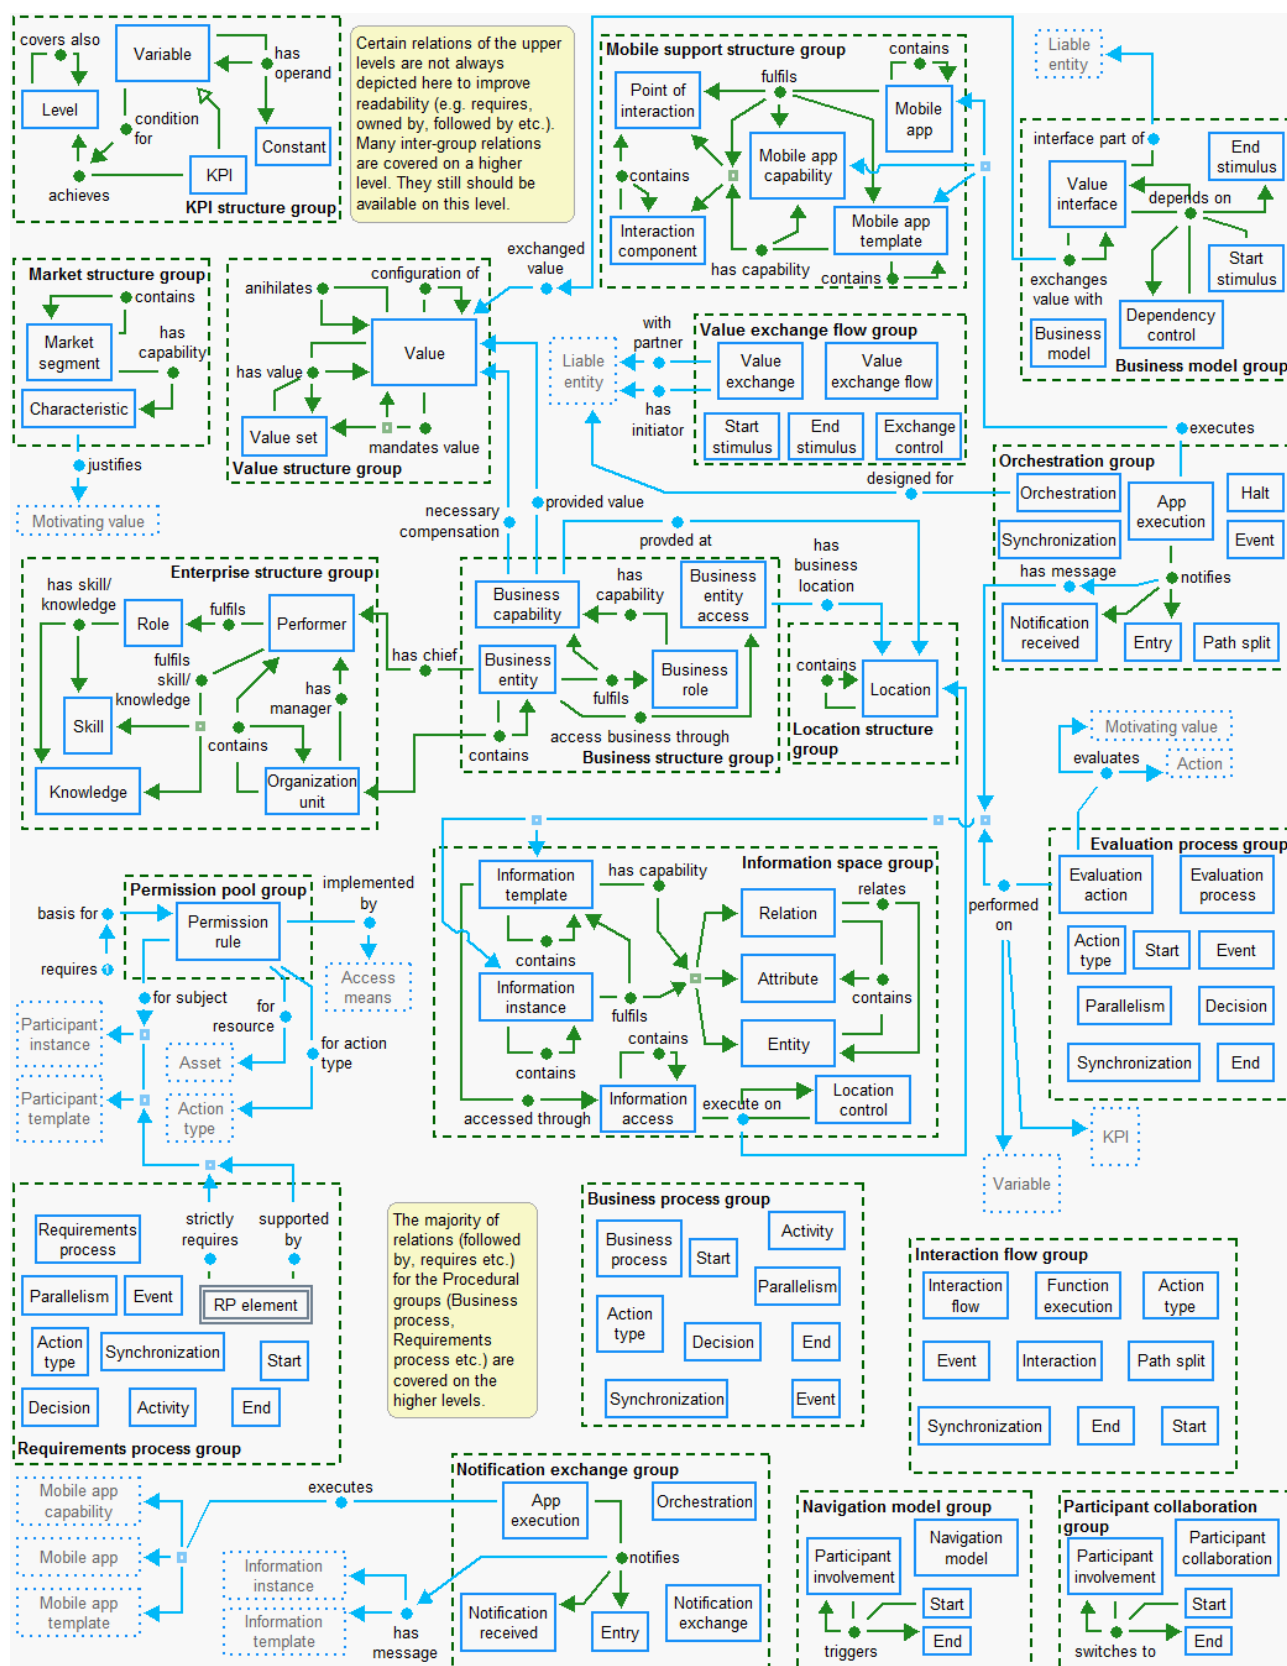 covers also
Variable
has
operand
Level
condition
for
Constant
KPI
achieves
KPI structure group
Certain relations of the upper
levels are not always
depicted here to improve
readability (e.g. requires,
owned by, followed by etc.).
Many inter-group relations
are covered on a higher
level. They still should be
available on this level.
Mobile support structure group
contains
fulfils
Point of
interaction
Mobile
app
Mobile app
capability
contains
Interaction
component
Mobile app
template
has capability
contains
Liable
entity
interface part of
End
stimulus
Value
interface
depends on
Start
stimulus
exchanges
value with
Dependency
control
Business
model
Business model group
Market structure group
contains
Market
segment
has
capability
Characteristic
justifies
Motivating value
configuration of
anihilates
Value
has value
Value set
mandates value
Value structure group
exchanged
value
with
partner
Liable
entity
has
initiator
Value exchange flow group
Value
exchange
Value
exchange flow
Start
stimulus
End
stimulus
Exchange
control
designed for
executes
Orchestration group
Orchestration
App
execution
Halt
Synchronization
Event
has message
notifies
Notification
received
Entry
Path split
necessary
compensation
provided value
provded at
has
business
location
Enterprise structure group
has skill/
knowledge
fulfils
Role
Performer
fulfils
skill/
knowledge
has
manager
Skill
contains
Knowledge
Organization
unit
has chief
Business
capability
has
capability
Business
entity
access
Business
entity
fulfils
Business
role
access business through
contains
Business structure group
contains
Location
Location structure
group
Motivating value
evaluates
Action
Evaluation process group
Evaluation
action
Evaluation
process
performed
on
Action
type
Start
Event
Parallelism
Decision
Synchronization
End
KPI
Variable
Permission pool group
implemented
by
basis for
Permission
rule
requires
Access
means
for subject
for
resource
Participant
instance
Asset
for action
type
Participant
template
Action
type
Information space group
Information
template
has capability
relates
Relation
contains
Information
instance
Attribute
fulfils
contains
contains
Entity
contains
Information
access
accessed through
execute on
Location
control
Requirements
process
strictly
requires
supported
by
Parallelism
Event
RP element
Action
type
Synchronization
Start
Decision
Activity
End
Requirements process group
The majority of
relations (followed
by, requires etc.)
for the Procedural
groups (Business
process,
Requirements
process etc.) are
covered on the
higher levels.
Business process group
Business
process
Start
Activity
Parallelism
Action
type
Decision
End
Synchronization
Event
Interaction flow group
Interaction
flow
Function
execution
Action
type
Event
Interaction
Path split
Synchronization
End
Start
Mobile app
capability
executes
Mobile app
Mobile app
template
Information
instance
Information
template
has
message
Notification exchange group
App
execution
Orchestration
notifies
Notification
received
Entry
Notification
exchange
Navigation model group
Participant
involvement
Navigation
model
Start
End
triggers
Participant collaboration
group
Participant
involvement
Participant
collaboration
Start
End
switches to